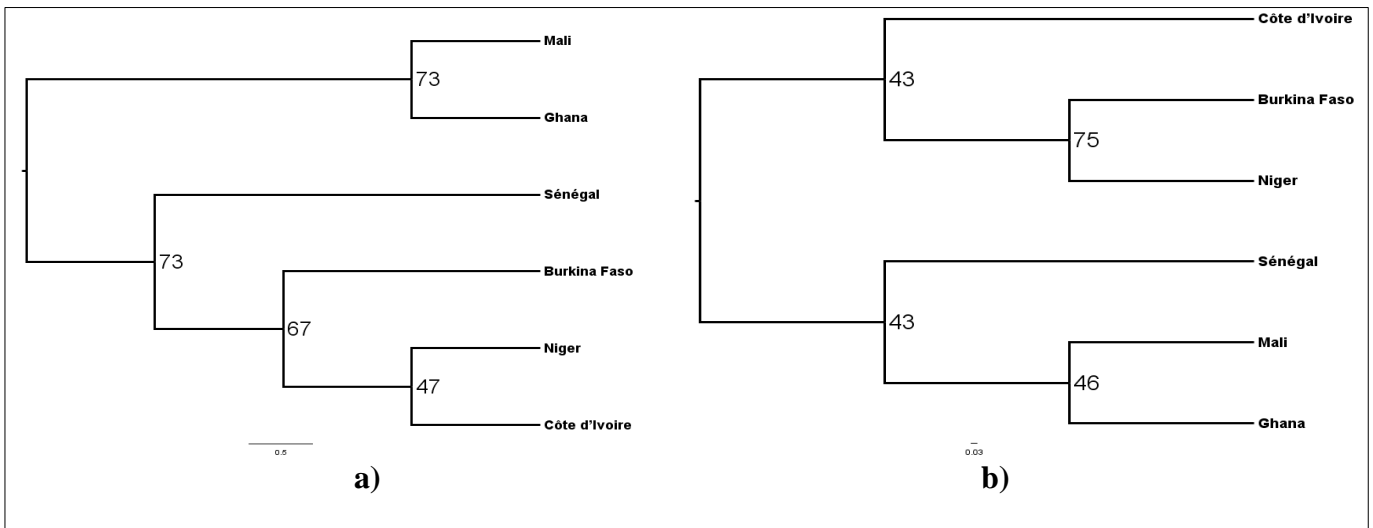 Mali
73
Ghana
Sénégal
73
Burkina Faso
67
Niger
47
Côte d'Ivoire
0.5
a)
Côte d'Ivoire
43
Burkina Faso
75
Niger
Sénégal
43
Mali
46
Ghana
0.03
b)